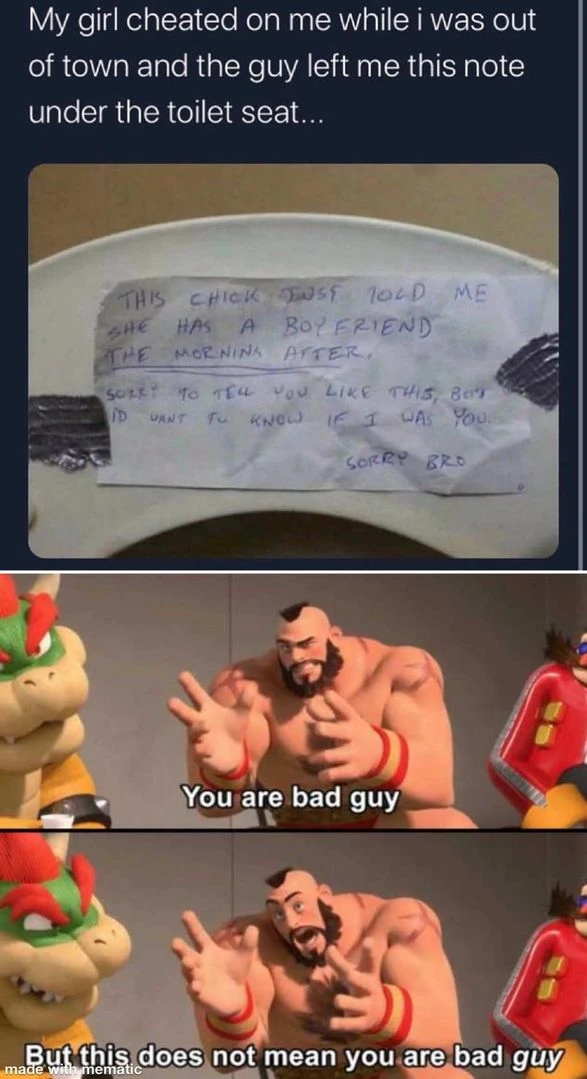 My girl cheated on me while i was out
of town and the guy left me this note
under the toilet seat...
THIS CHICK JUST TOLD ME
SHE HAS A BOYFRIEND
THE MORNING AFTER.
SORRY TO TELL YOU LIKE THIS, BUT
I'D WANT TO KNOW IF I WAS YOU.
SORRY BRO
You are bad guy
But this does not mean you are bad guy
made with mematic